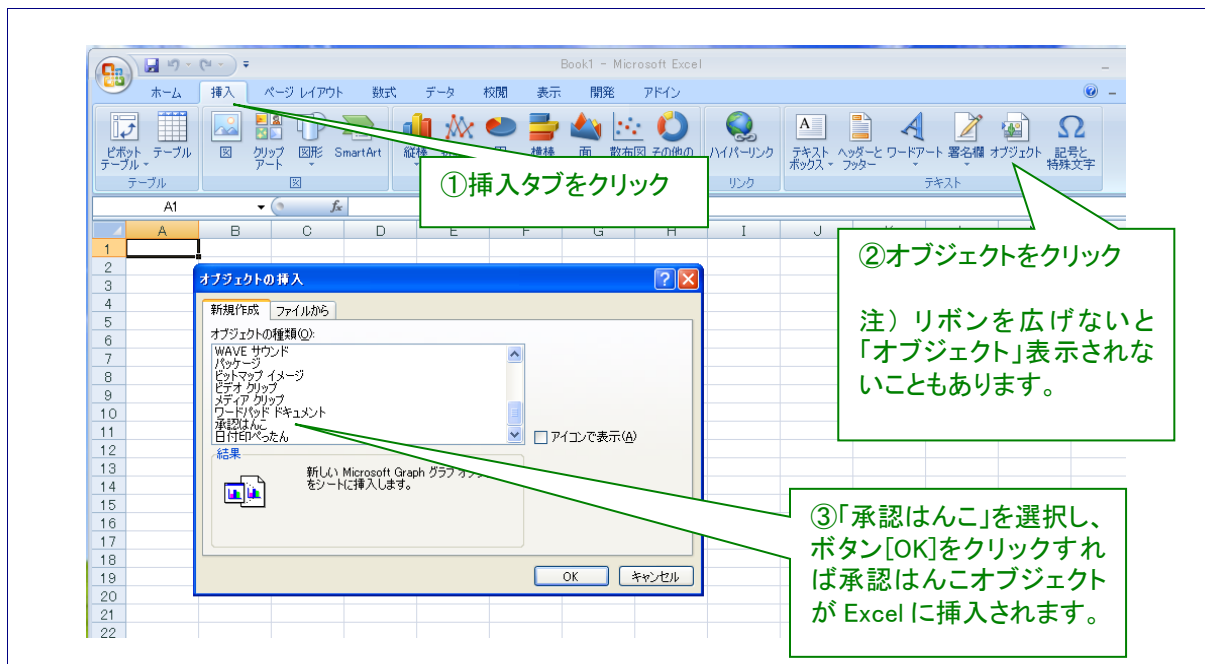 Book1 - Microsoft Excel
ホーム 挿入 ページ レイアウト 数式 データ 校閲 表示 開発 アドイン
ピボットテーブル テーブル 図 クリップアート 図形 SmartArt 縦棒 円 横棒 面 散布図 その他の ハイパーリンク テキストボックス ヘッダーとフッター ワードアート 署名欄 オブジェクト 記号と特殊文字
テーブル 図 リンク テキスト
①挿入タブをクリック
A1 fx
A B C D E F G H I J
②オブジェクトをクリック
注) リボンを広げないと
「オブジェクト」表示されな
いこともあります。
1
2
3
4
5
6
7
8
9
10
11
12
13
14
15
16
17
18
19
20
21
22
オブジェクトの挿入
新規作成 ファイルから
オブジェクトの種類(O):
WAVE サウンド
パッケージ
ビットマップ イメージ
ビデオ クリップ
メディア クリップ
ワードパッド ドキュメント
承認はんこ
日付印ぺったん
アイコンで表示(A)
結果
新しい Microsoft Graph グラフ
をシートに挿入します。
OK キャンセル
③「承認はんこ」を選択し、
ボタン[OK]をクリックすれ
ば承認はんこオブジェクト
が Excel に挿入されます。